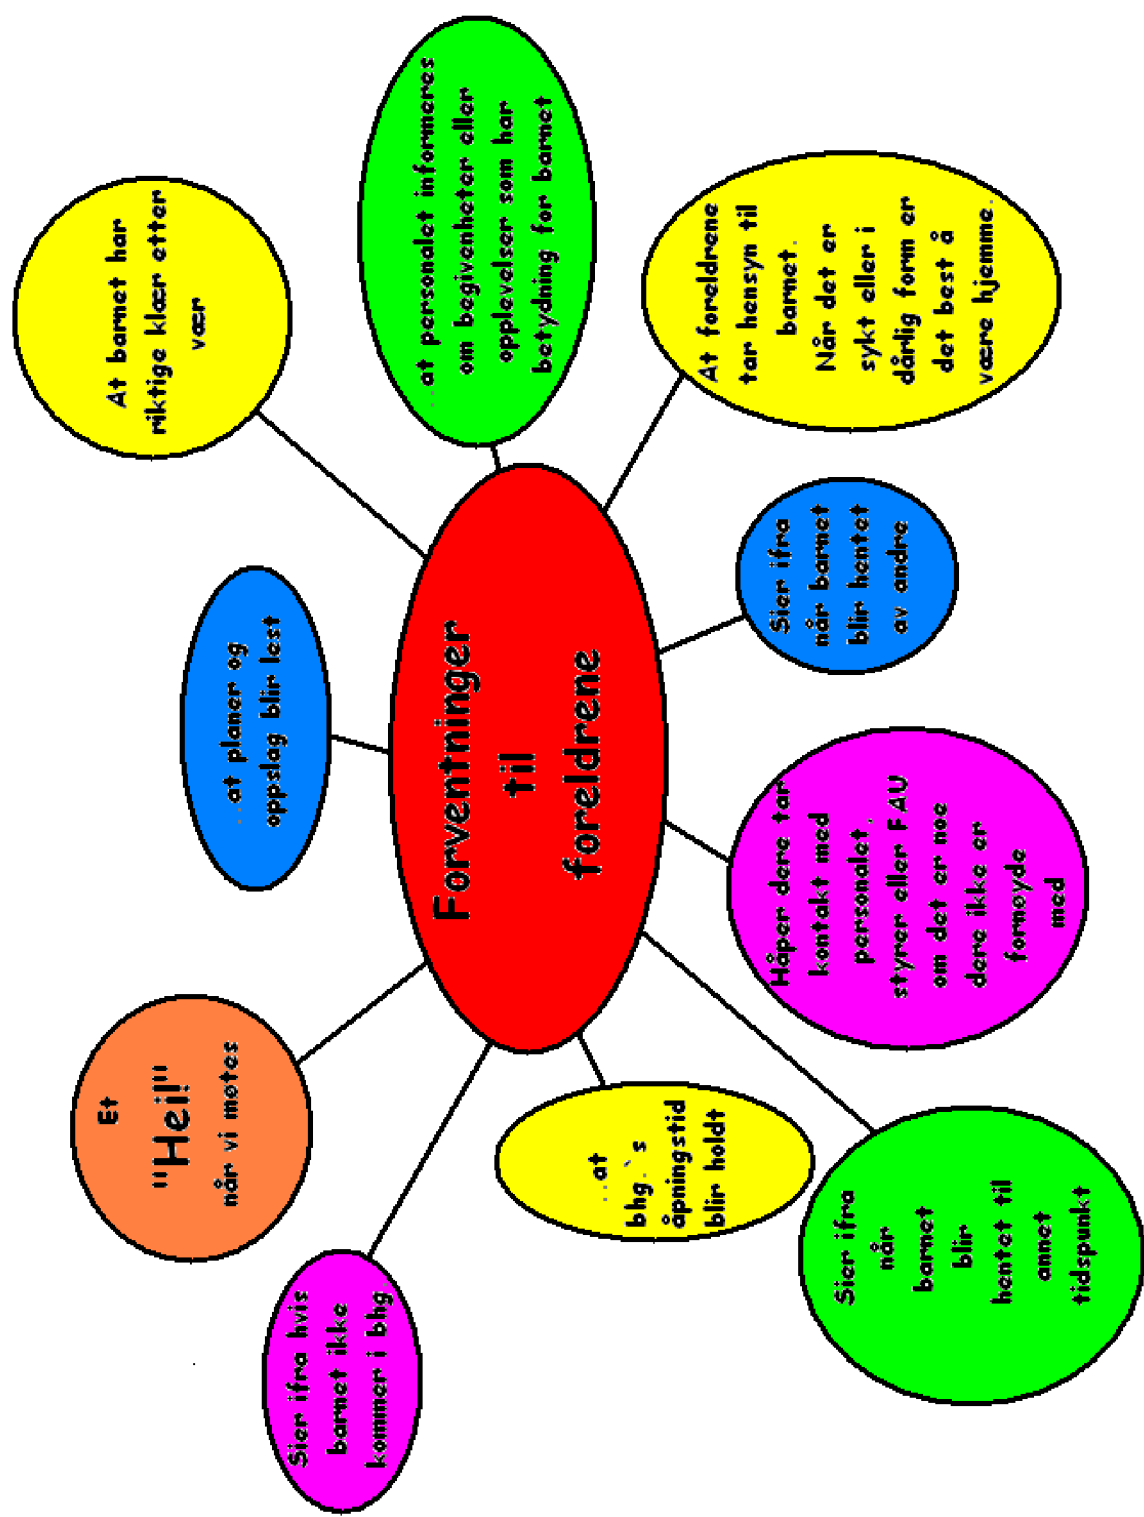 Forventninger
til
foreldrene
Et
"Hei!"
når vi møtes
..at planer og
oppslag blir lest
At barnet har
riktige klær etter
vær
..at personalet informeres
om begivenheter eller
opplevelser som har
betydning for barnet
At foreldrene
tar hensyn til
barnet.
Når det er
sykt eller i
dårlig form er
det best å
være hjemme.
Sier ifra
når barnet
blir hentet
av andre
Håper dere tar
kontakt med
personalet,
styrer eller FAU
om det er noe
dere ikke er
fornøyde
med
Sier ifra
når
barnet
blir
hentet til
annet
tidspunkt
..at
bhg.`s
åpningstid
blir holdt
Sier ifra hvis
barnet ikke
kommer i bhg.